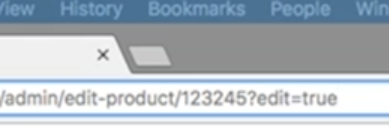 View History Bookmarks People Win
/admin/edit-product/123245?edit=true